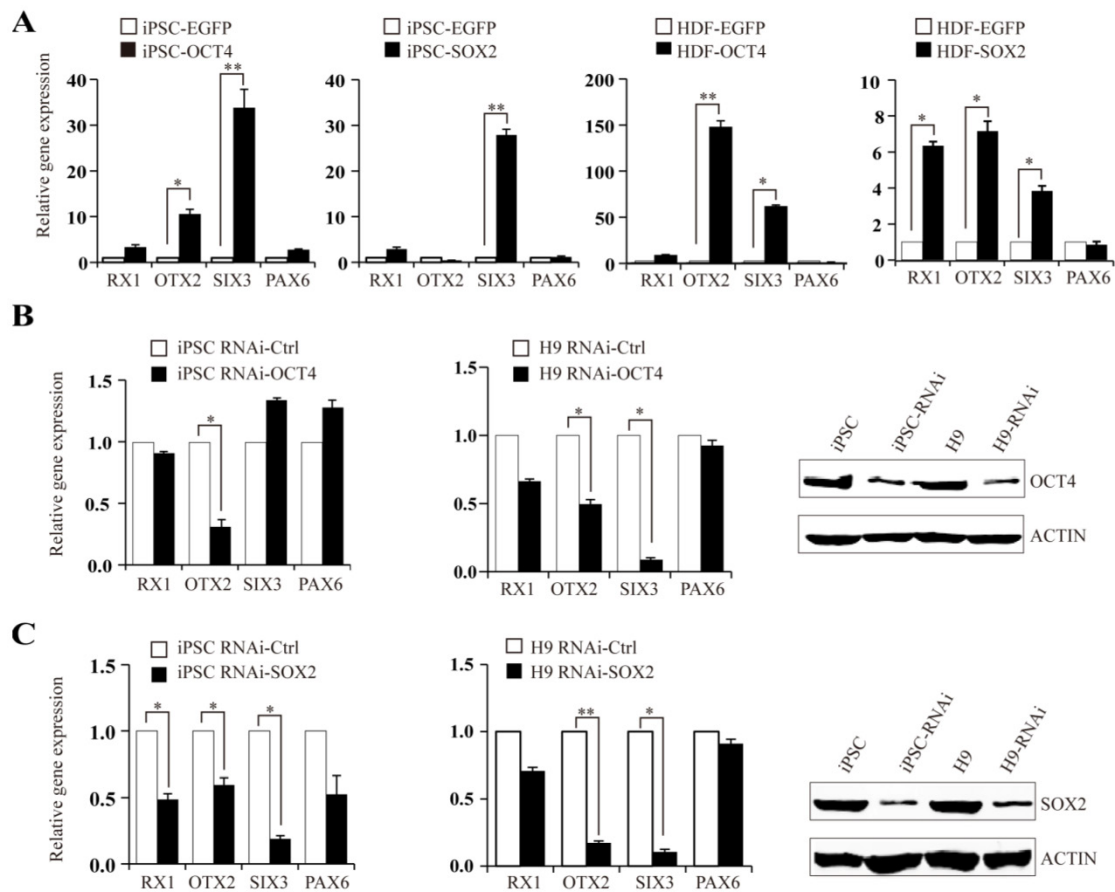 A
iPSC-EGFP
iPSC-OCT4
iPSC-EGFP
iPSC-SOX2
HDF-EGFP
HDF-OCT4
HDF-EGFP
HDF-SOX2
Relative gene expression
40
30
20
10
0
*
**
RX1 OTX2 SIX3 PAX6
40
30
20
10
0
**
RX1 OTX2 SIX3 PAX6
200
150
100
50
0
**
*
RX1 OTX2 SIX3 PAX6
10
8
6
4
2
0
*
*
*
RX1 OTX2 SIX3 PAX6
B
iPSC RNAi-Ctrl
iPSC RNAi-OCT4
Relative gene expression
1.5
1.0
0.5
0.0
*
RX1 OTX2 SIX3 PAX6
H9 RNAi-Ctrl
H9 RNAi-OCT4
1.5
1.0
0.5
0.0
*
*
RX1 OTX2 SIX3 PAX6
iPSC iPSC-RNAi H9 H9-RNAi
OCT4
ACTIN
C
iPSC RNAi-Ctrl
iPSC RNAi-SOX2
Relative gene expression
1.5
1.0
0.5
0.0
*
*
*
RX1 OTX2 SIX3 PAX6
H9 RNAi-Ctrl
H9 RNAi-SOX2
1.5
1.0
0.5
0.0
**
*
RX1 OTX2 SIX3 PAX6
iPSC iPSC-RNAi H9 H9-RNAi
SOX2
ACTIN